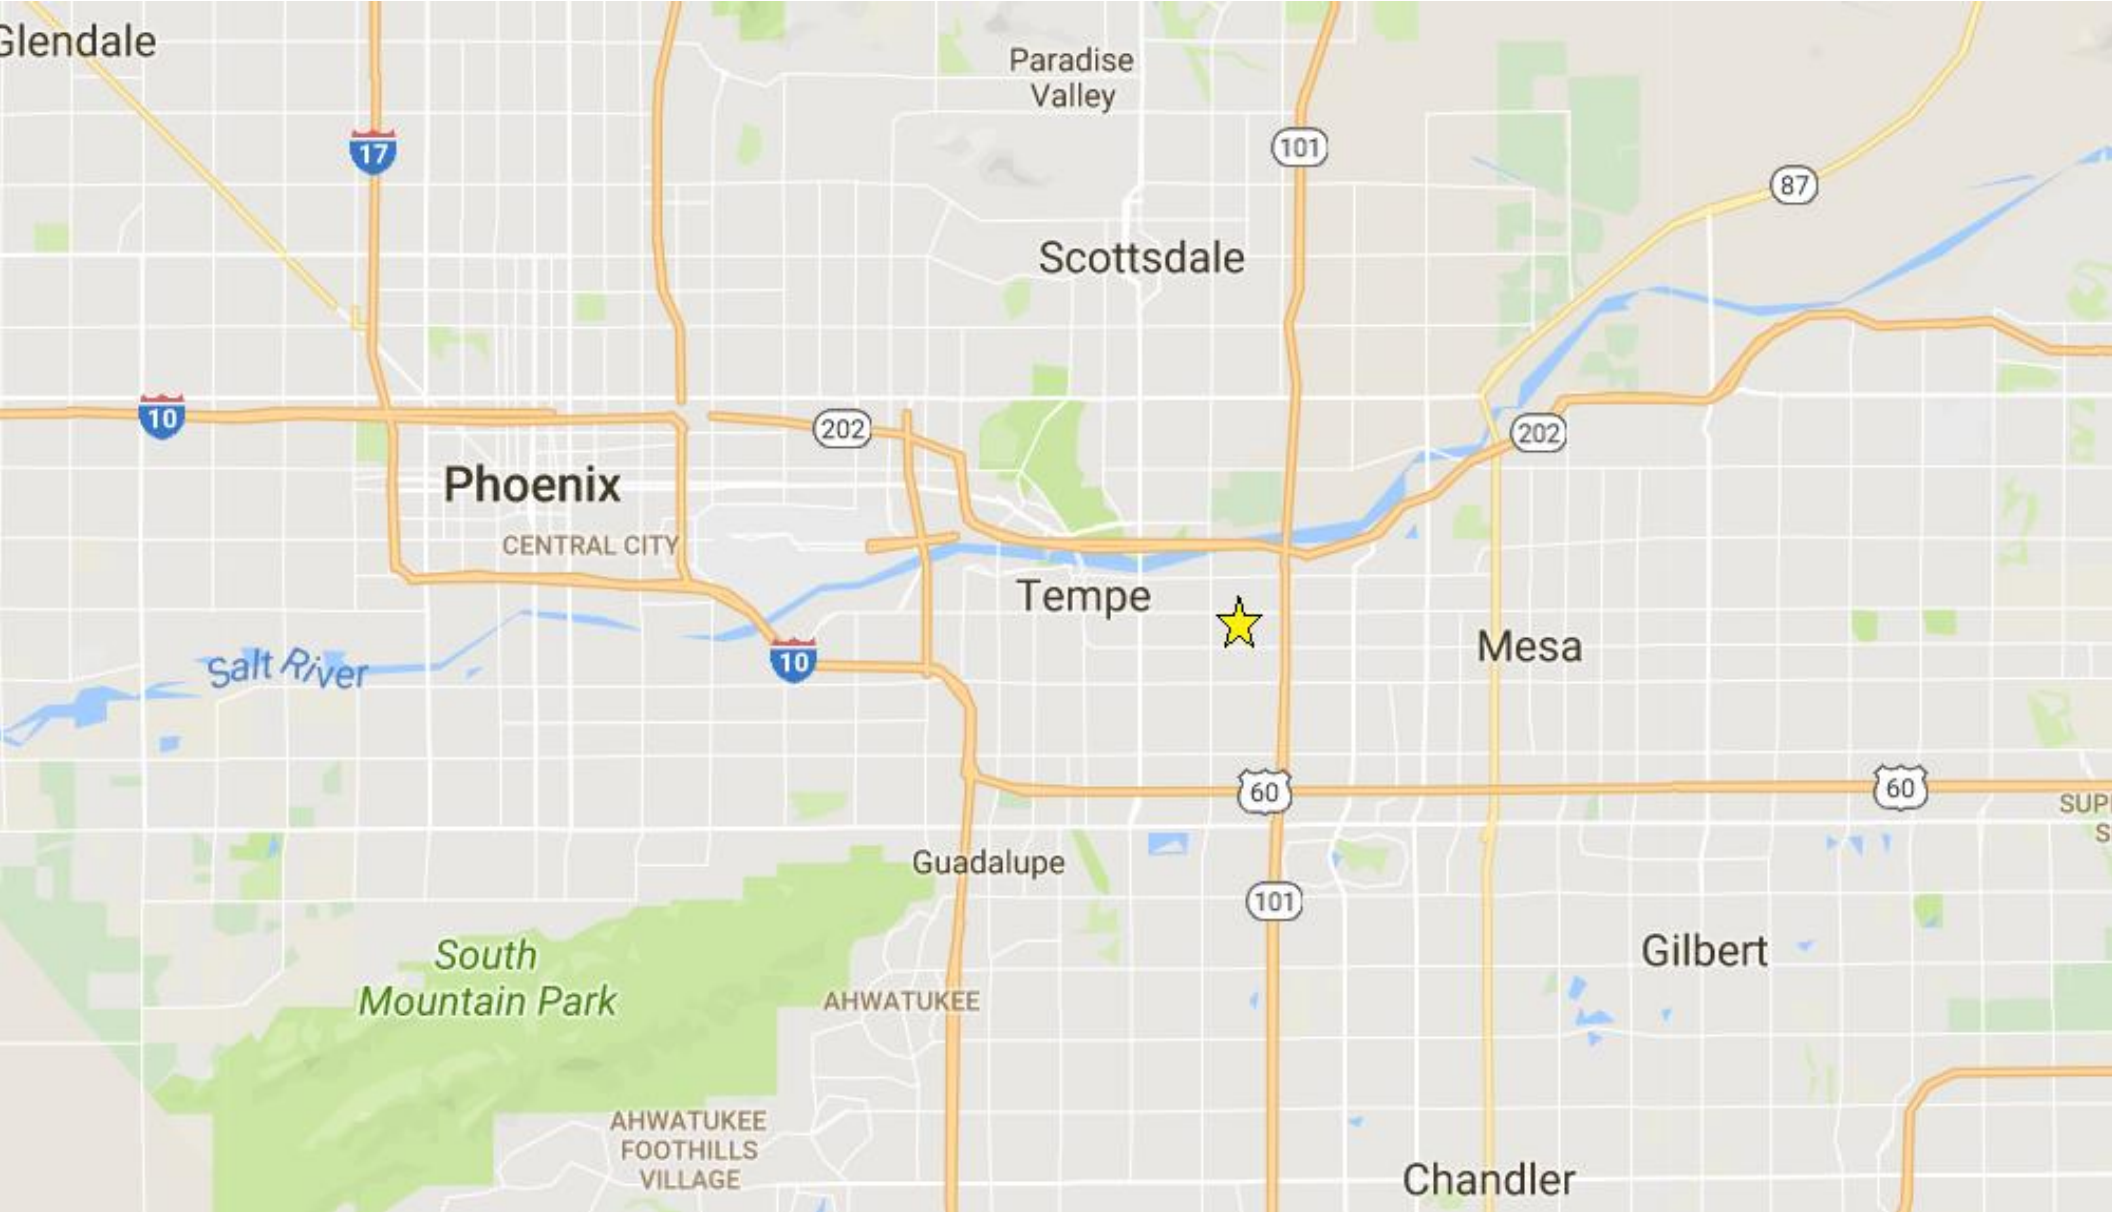 Glendale
Paradise
Valley
17
101
87
Scottsdale
10
202
202
Phoenix
CENTRAL CITY
Tempe
Mesa
Salt River
10
60
60
Guadalupe
101
South
Mountain Park
Gilbert
AHWATUKEE
AHWATUKEE
FOOTHILLS
VILLAGE
Chandler